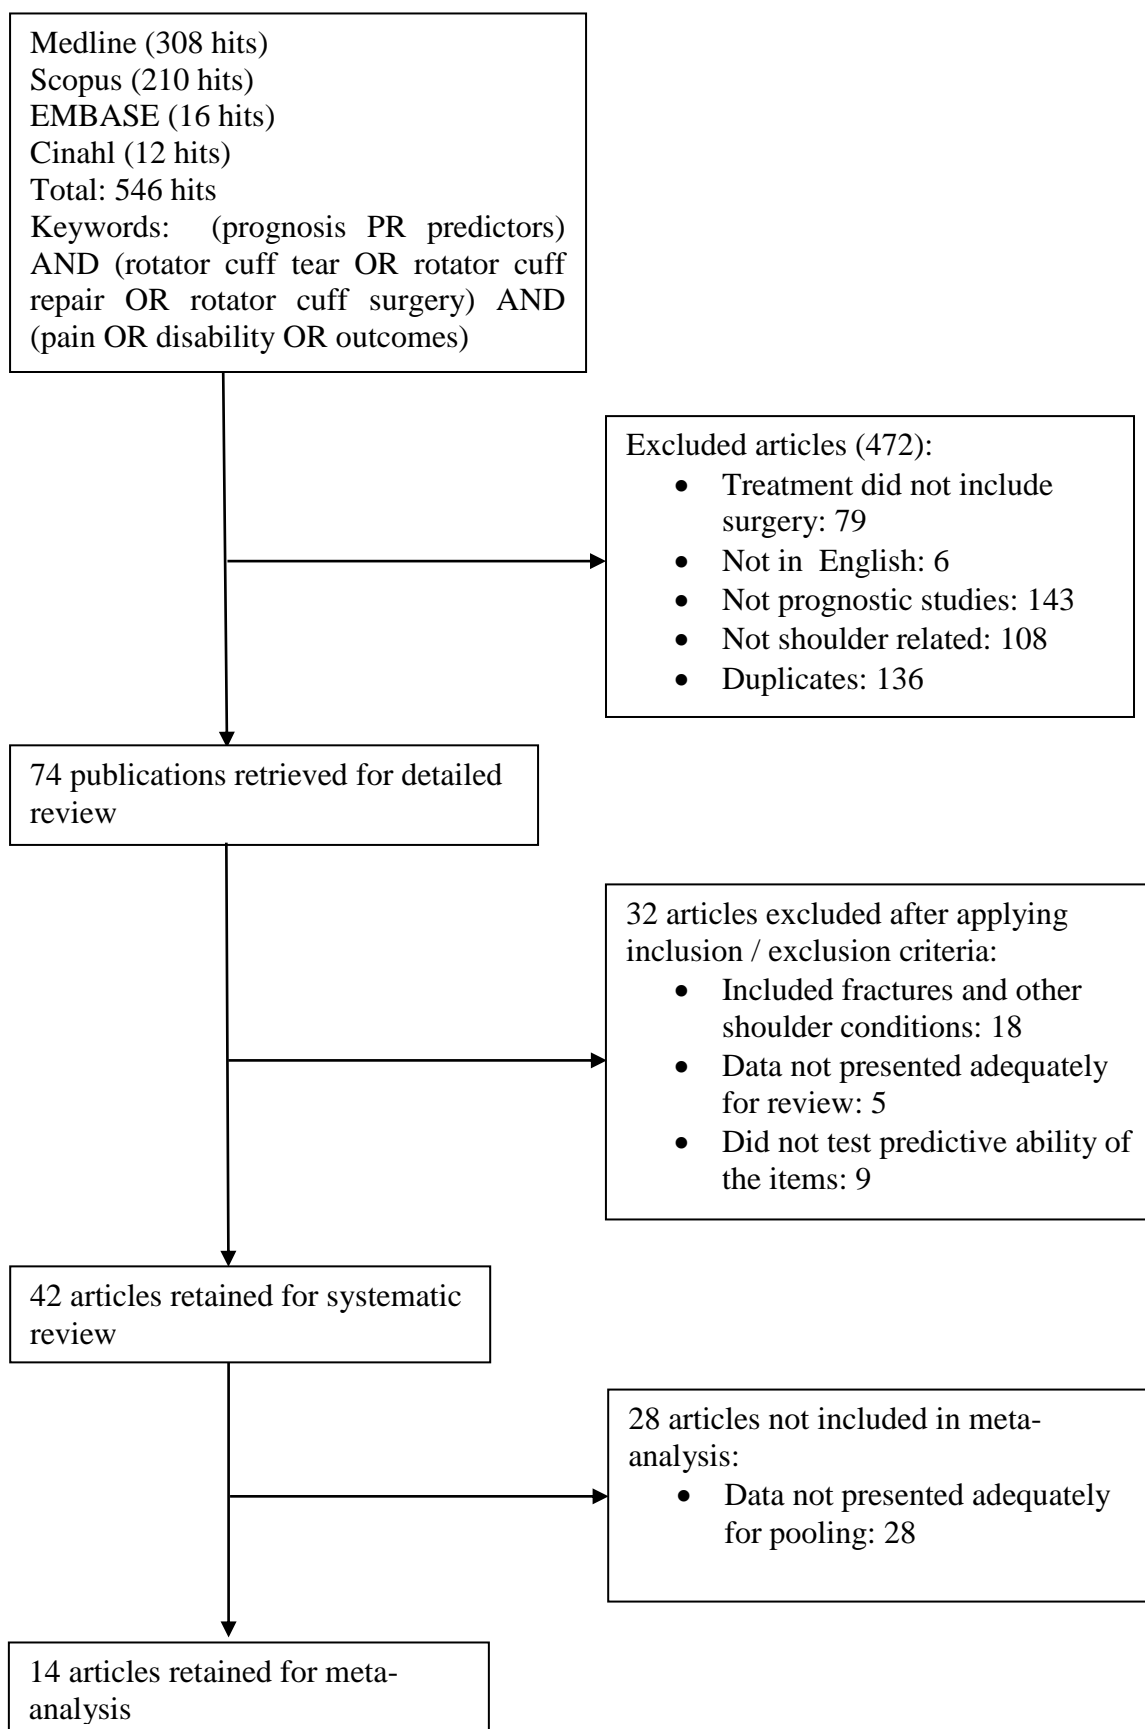 Medline (308 hits)
Scopus (210 hits)
EMBASE (16 hits)
Cinahl (12 hits)
Total: 546 hits
Keywords: (prognosis PR predictors)
AND (rotator cuff tear OR rotator cuff
repair OR rotator cuff surgery) AND
(pain OR disability OR outcomes)
Excluded articles (472):
• Treatment did not include
surgery: 79
• Not in English: 6
• Not prognostic studies: 143
• Not shoulder related: 108
• Duplicates: 136
74 publications retrieved for detailed
review
32 articles excluded after applying
inclusion / exclusion criteria:
• Included fractures and other
shoulder conditions: 18
• Data not presented adequately
for review: 5
• Did not test predictive ability of
the items: 9
42 articles retained for systematic
review
28 articles not included in meta-
analysis:
• Data not presented adequately
for pooling: 28
14 articles retained for meta-
analysis